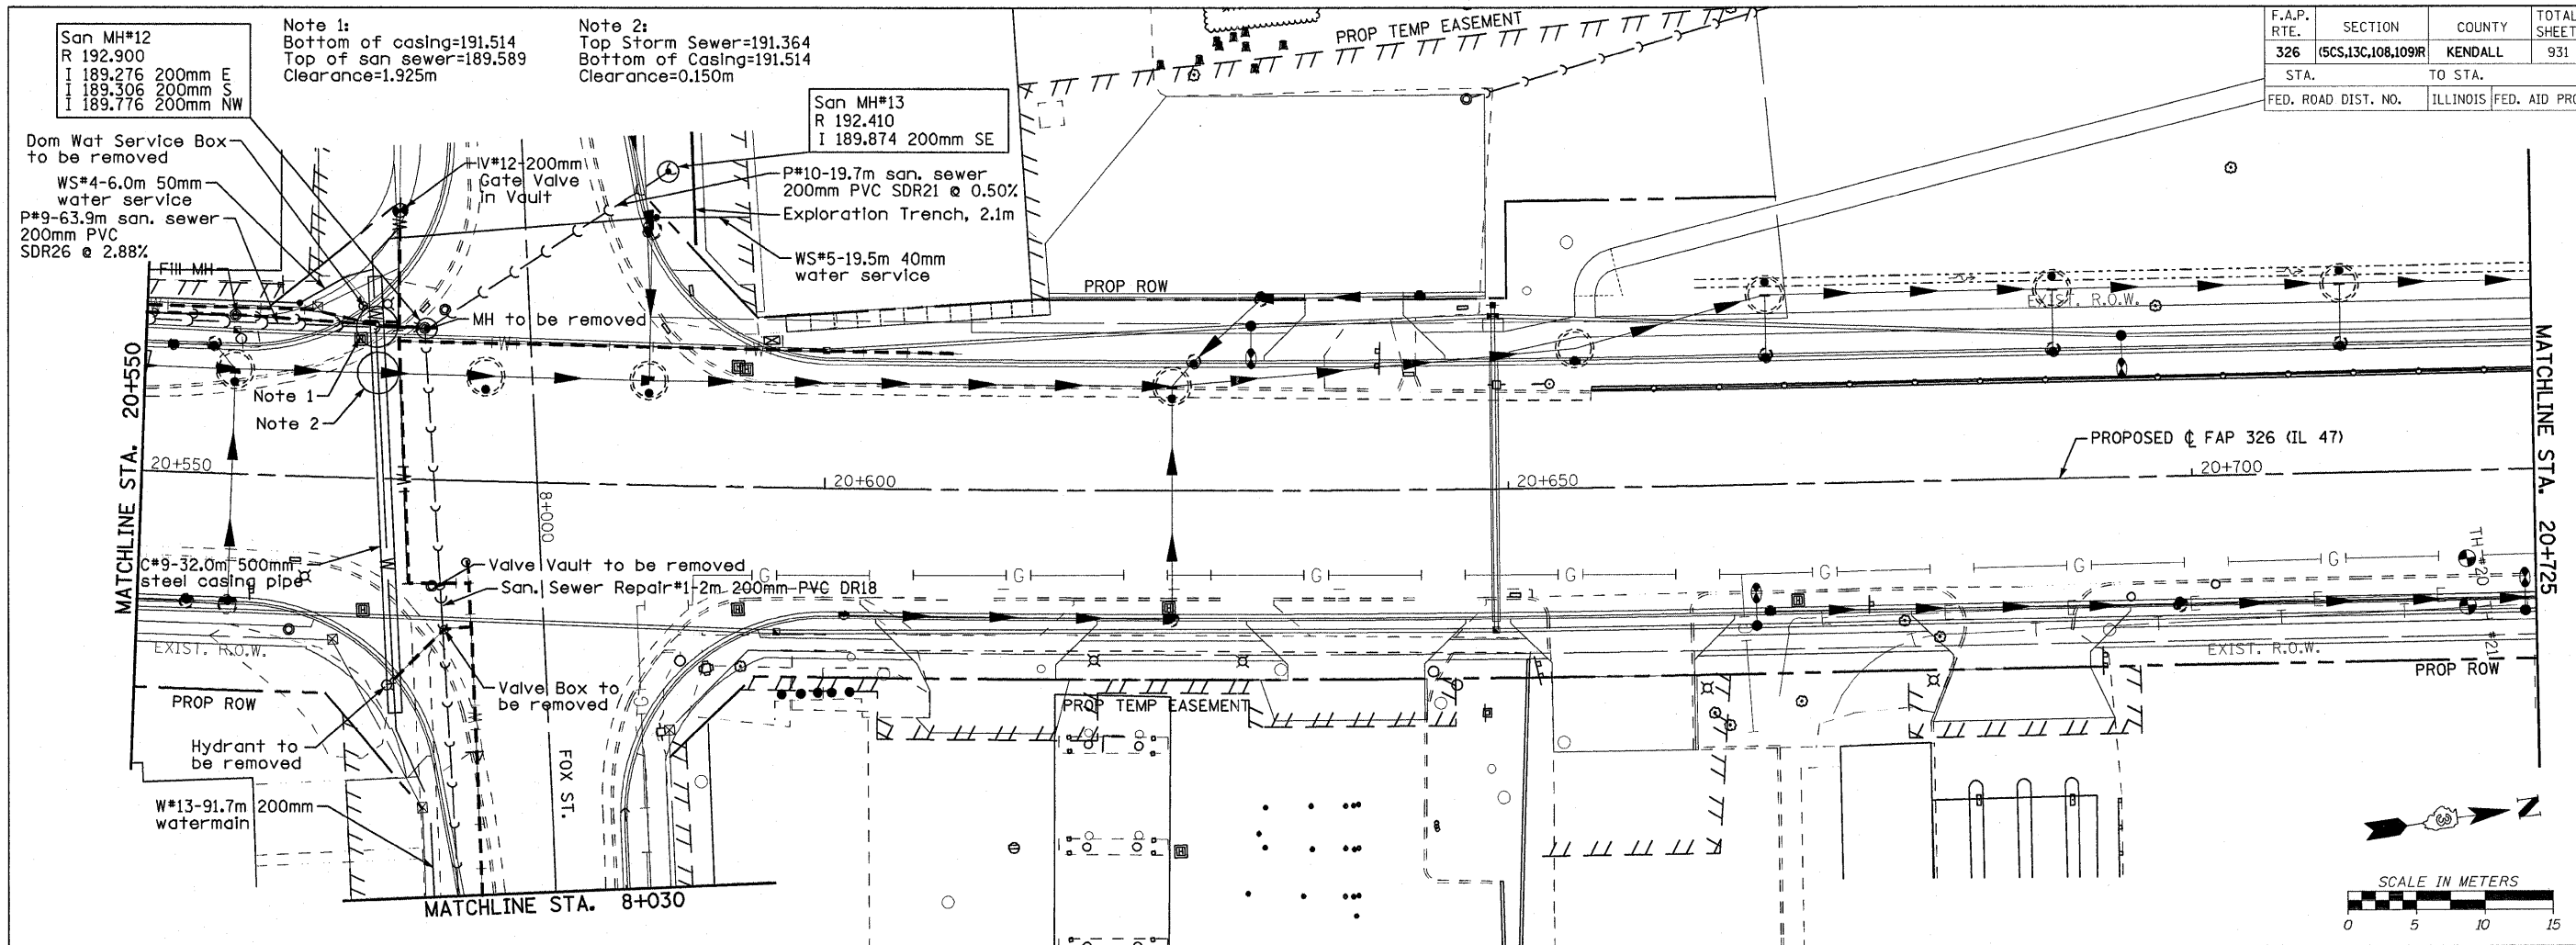 San MH#12
R 192.900
I 189.276 200mm E
I 189.306 200mm S
I 189.776 200mm NW
Note 1:
Bottom of casing=191.514
Top of san sewer=189.589
Clearance=1.925m
Note 2:
Top Storm Sewer=191.364
Bottom of Casing=191.514
Clearance=0.150m
San MH#13
R 192.410
I 189.874 200mm SE
PROP TEMP EASEMENT
F.A.P. RTE.
SECTION
COUNTY
TOTAL SHEET
326
(5CS,13C,108,109)R
KENDALL
931
STA.
TO STA.
FED. ROAD DIST. NO.
ILLINOIS
FED. AID PRO
Dom Wat Service Box
to be removed
WS#4-6.0m 50mm
water service
P#9-63.9m san. sewer
200mm PVC
SDR26 @ 2.88%
Fill MH
IV#12-200mm
Gate Valve
in Vault
P#10-19.7m san. sewer
200mm PVC SDR21 @ 0.50%
Exploration Trench, 2.1m
WS#5-19.5m 40mm
water service
PROP ROW
MH to be removed
EXIST. R.O.W.
Note 1
Note 2
MATCHLINE STA. 20+550
MATCHLINE STA. 20+725
PROPOSED ℄ FAP 326 (IL 47)
20+550
20+600
20+650
20+700
8+000
C#9-32.0m 500mm
steel casing pipe
Valve Vault to be removed
San. Sewer Repair#1-2m 200mm PVC DR18
G
G
G
G
G
G
G
TH #20
TH #21
EXIST. R.O.W.
EXIST. R.O.W.
PROP ROW
PROP ROW
Valve Box to
be removed
PROP TEMP EASEMENT
Hydrant to
be removed
FOX ST.
W#13-91.7m 200mm
watermain
MATCHLINE STA. 8+030
N
SCALE IN METERS
0 5 10 15